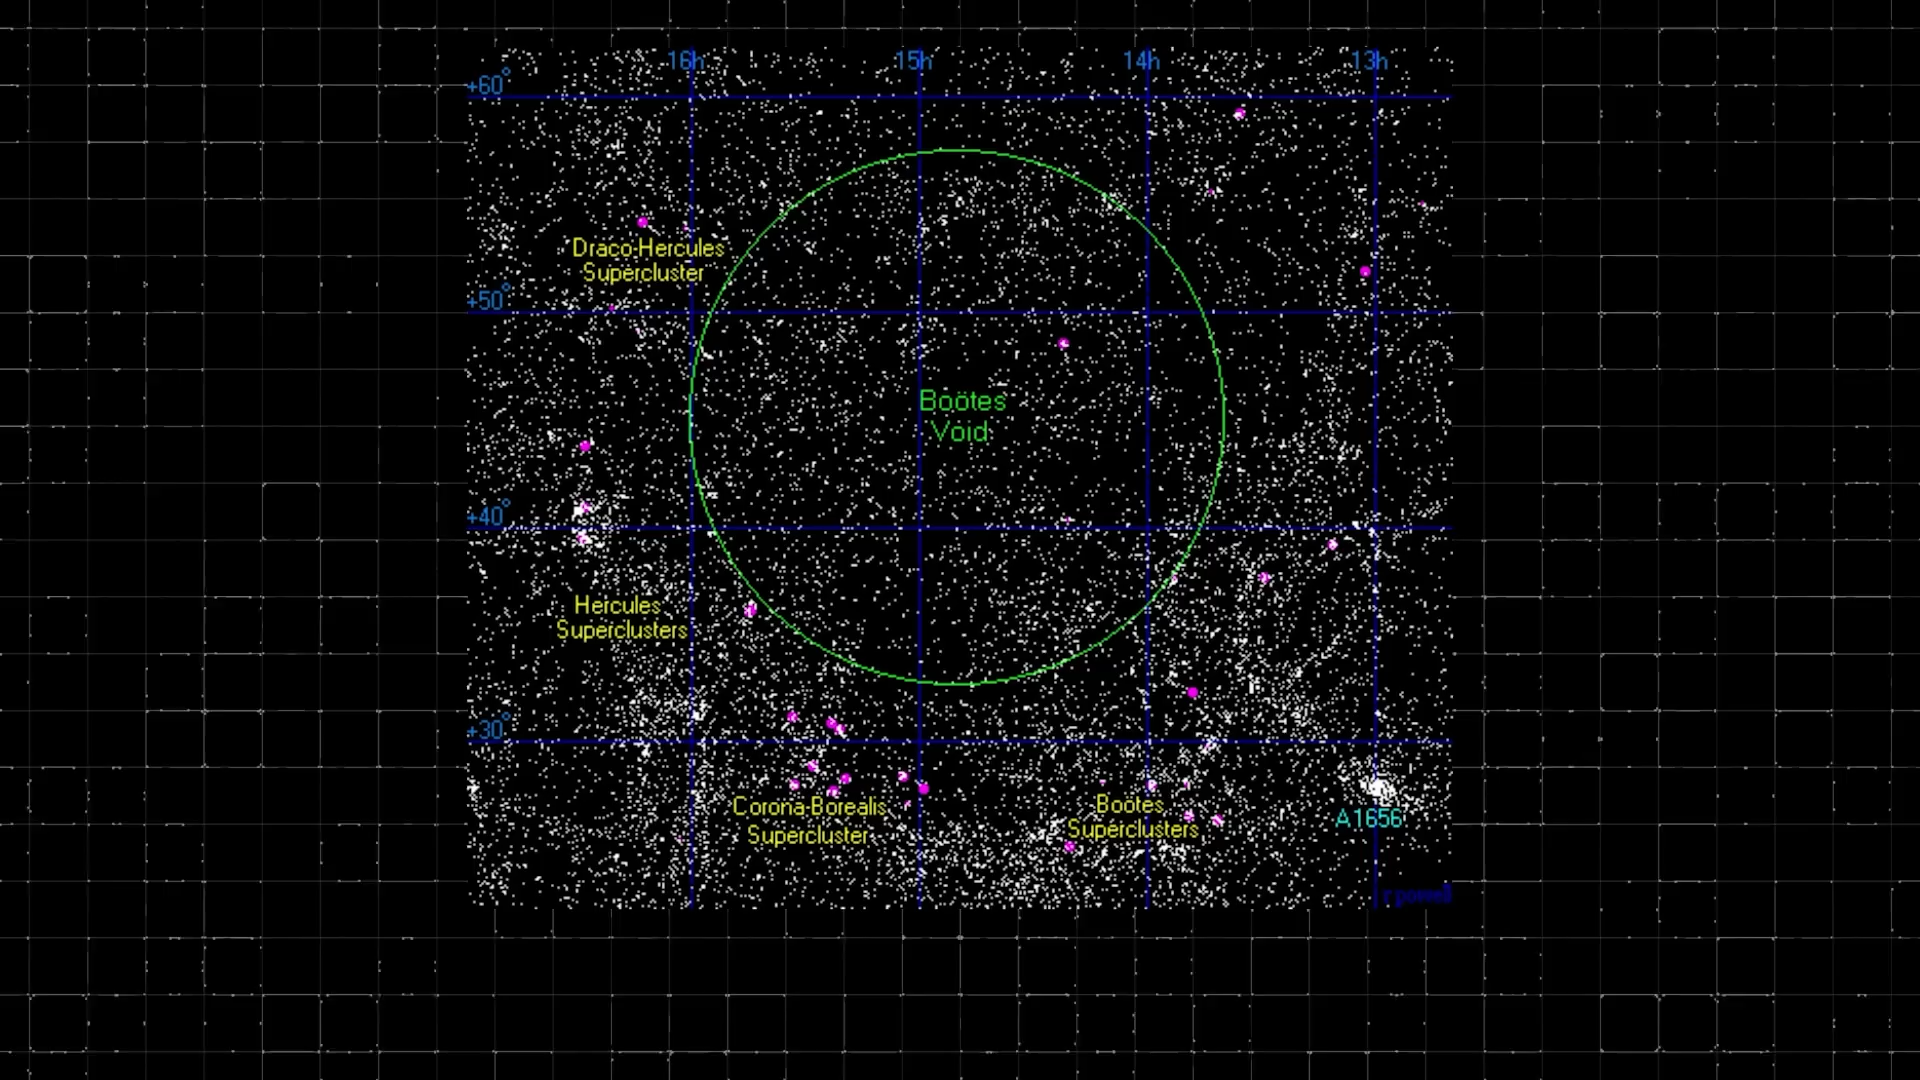 16h 15h 14h 13h
+60°
Draco-Hercules
Supercluster
+50°
Boötes
Void
+40°
Hercules
Superclusters
+30°
Corona-Borealis
Supercluster
Boötes
Superclusters
A1656
r powell